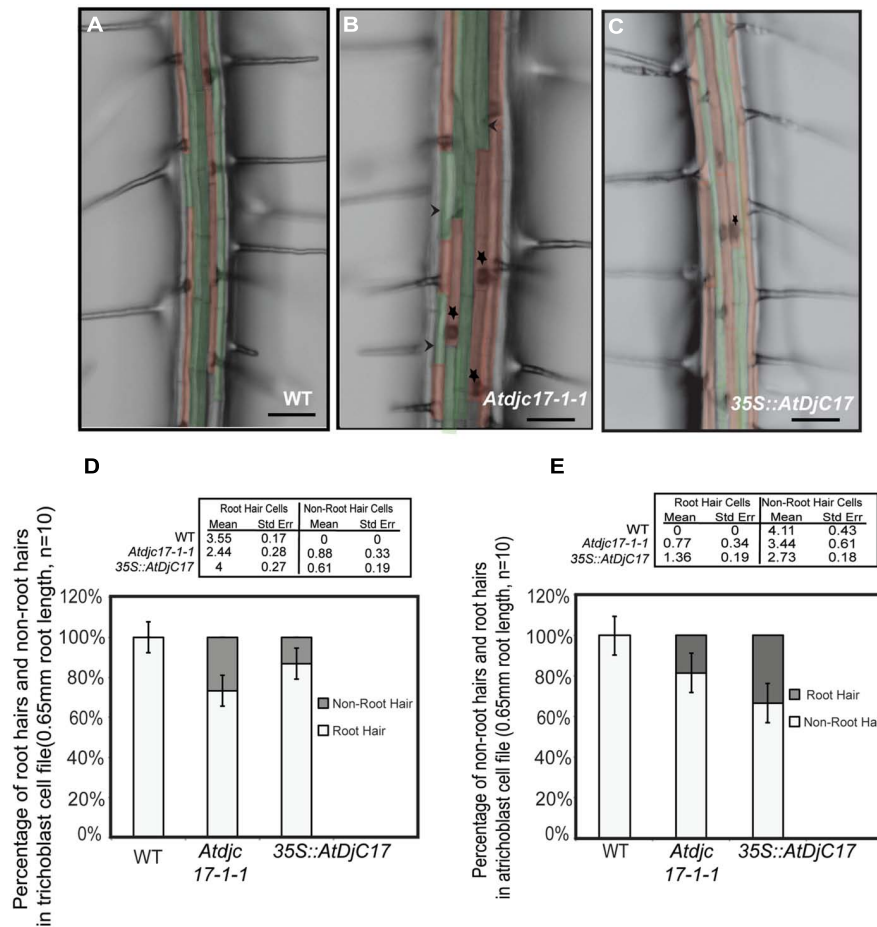 A
B
C
WT
Atdjc17-1-1
35S::AtDjC17
D
Root Hair Cells Non-Root Hair Cells
Mean Std Err Mean Std Err
WT 3.55 0.17 0 0
Atdjc17-1-1 2.44 0.28 0.88 0.33
35S::AtDjC17 4 0.27 0.61 0.19
Percentage of root hairs and non-root hairs
in trichoblast cell file(0.65mm root length, n=10)
120%
100%
80%
60%
40%
20%
0%
Non-Root Hair
Root Hair
WT
Atdjc
17-1-1
35S::AtDjC17
E
Root Hair Cells Non-Root Hair Cells
Mean Std Err Mean Std Err
WT 0 0 4.11 0.43
Atdjc17-1-1 0.77 0.34 3.44 0.61
35S::AtDjC17 1.36 0.19 2.73 0.18
Percentage of non-root hairs and root hairs
in atrichoblast cell file (0.65mm root length, n=10)
120%
100%
80%
60%
40%
20%
0%
Root Hair
Non-Root Ha
WT
Atdjc
17-1-1
35S::AtDjC17